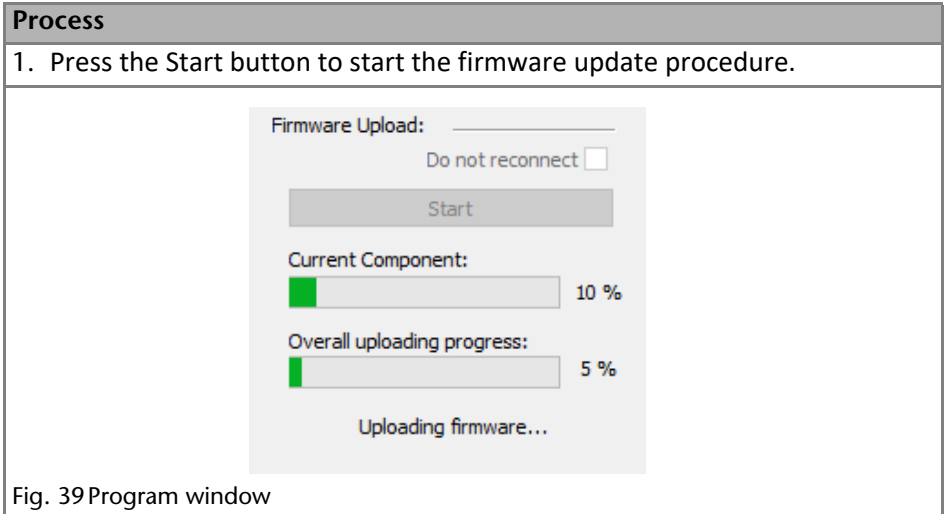 Process
1. Press the Start button to start the firmware update procedure.
Firmware Upload:
Do not reconnect
Start
Current Component:
10 %
Overall uploading progress:
5 %
Uploading firmware...
Fig. 39 Program window